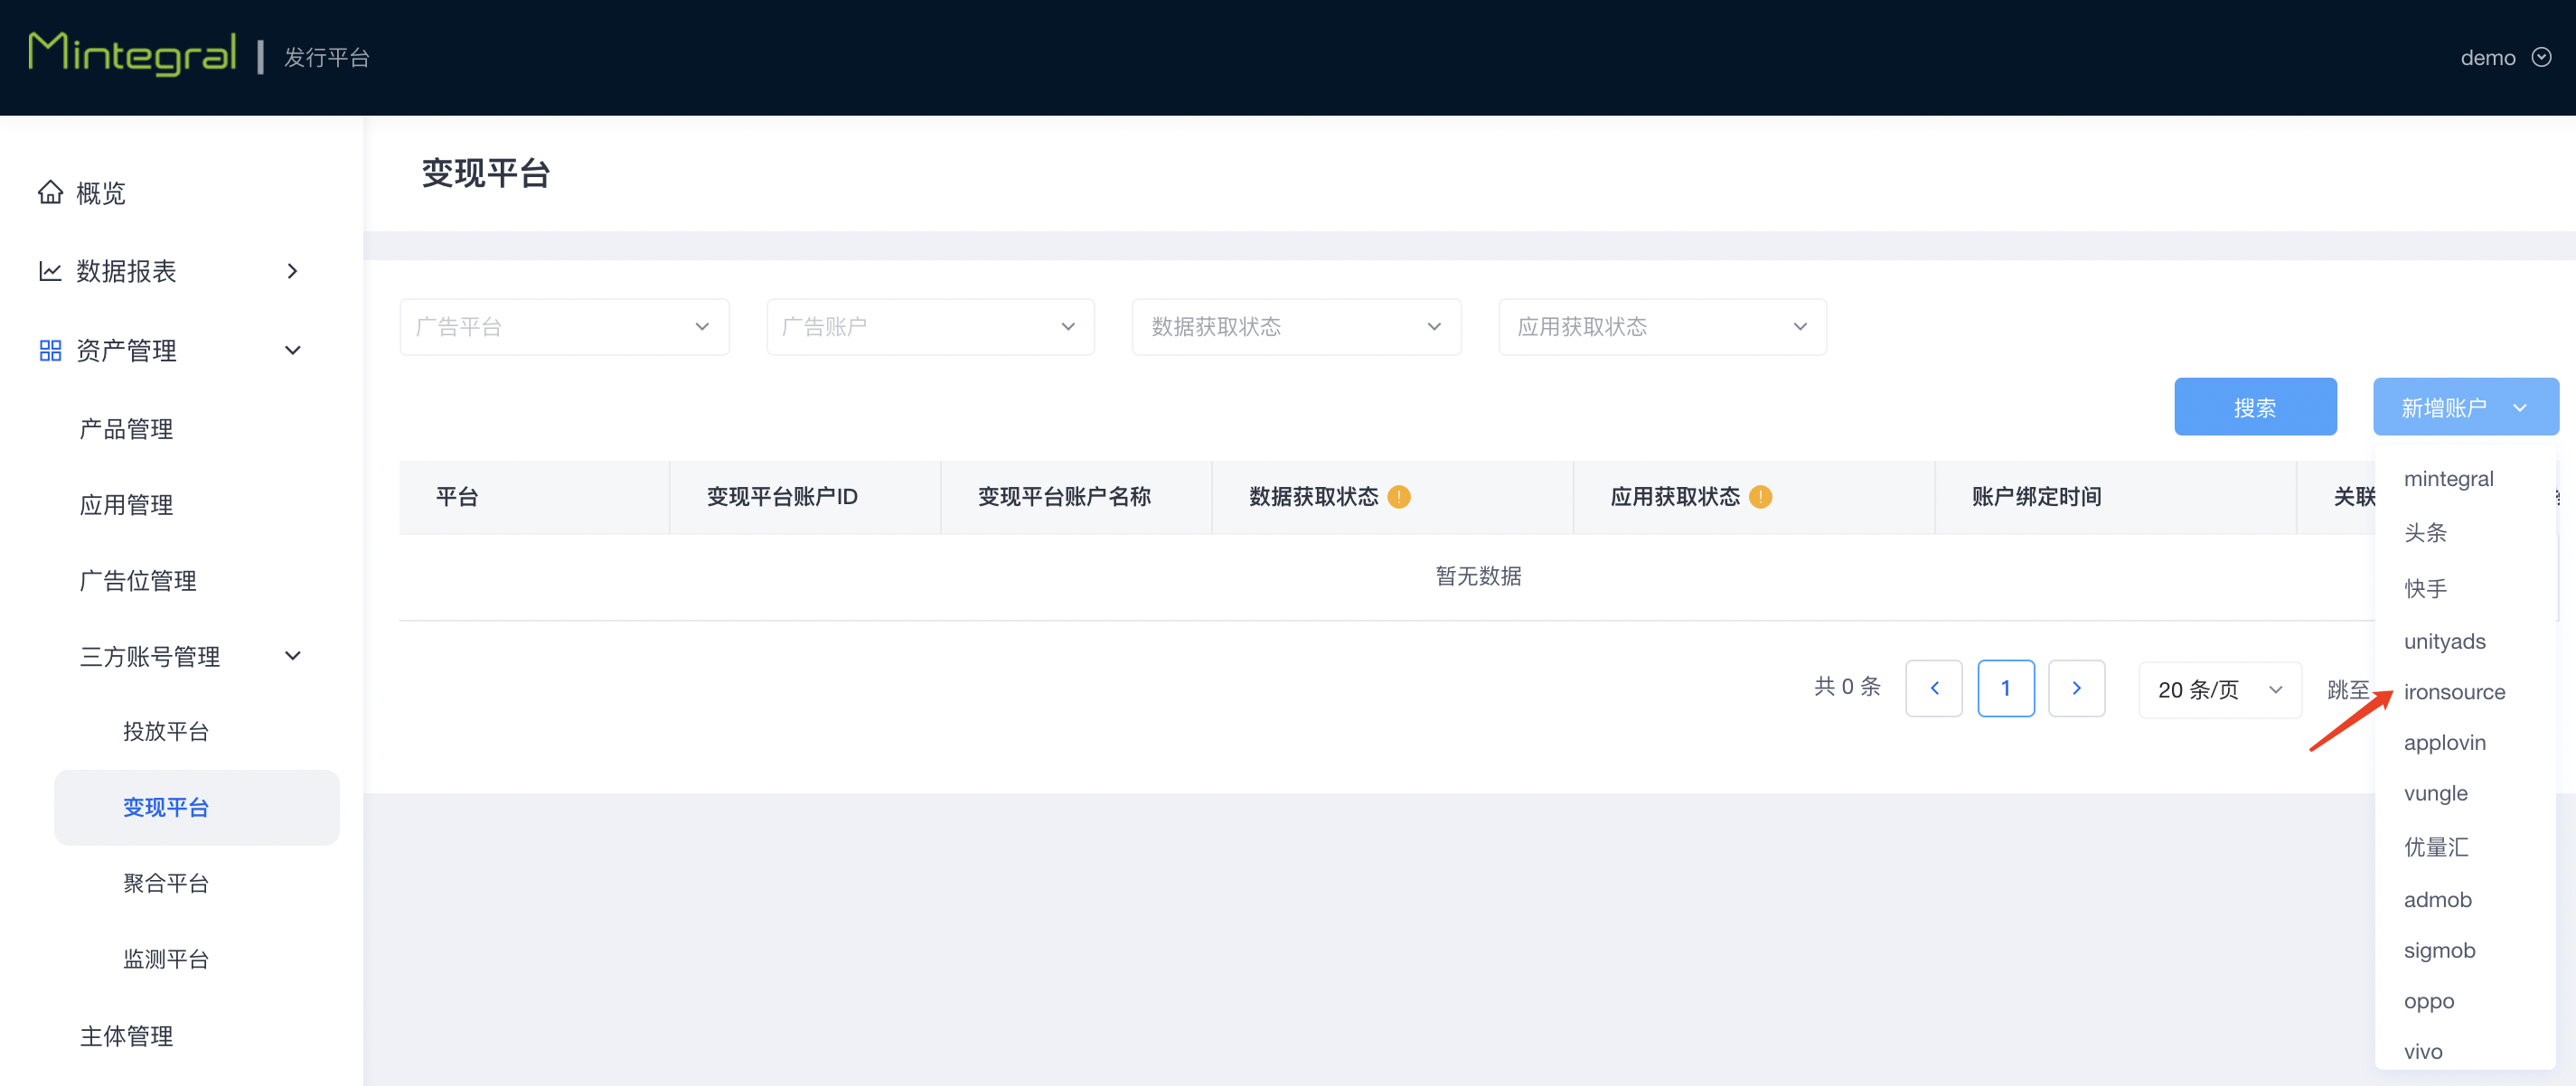 Mintegral | 发行平台
demo
概览
数据报表
资产管理
产品管理
应用管理
广告位管理
三方账号管理
投放平台
变现平台
聚合平台
监测平台
主体管理
变现平台
广告平台 广告账户 数据获取状态 应用获取状态
搜索 新增账户
平台 变现平台账户ID 变现平台账户名称 数据获取状态 ! 应用获取状态 ! 账户绑定时间 关联
暂无数据
共 0 条 1 20 条/页 跳至
mintegral
头条
快手
unityads
ironsource
applovin
vungle
优量汇
admob
sigmob
oppo
vivo